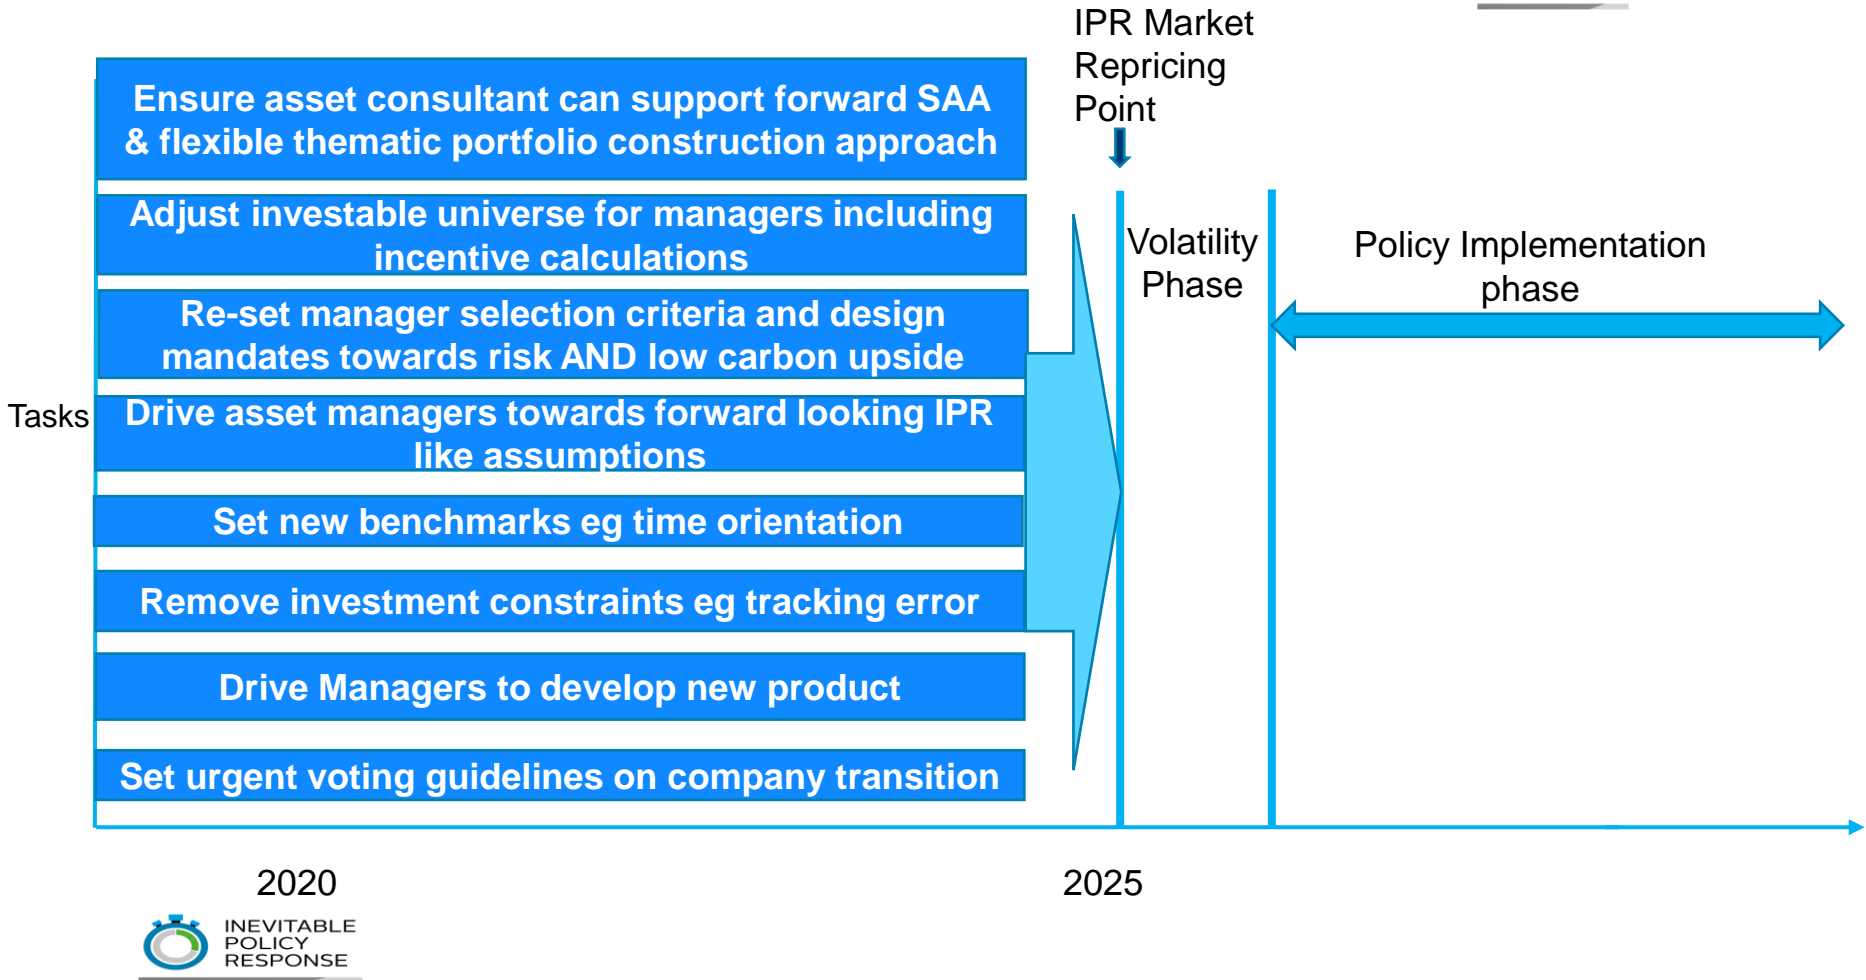 IPR Market
Repricing
Point
Ensure asset consultant can support forward SAA
& flexible thematic portfolio construction approach
Adjust investable universe for managers including
incentive calculations
Re-set manager selection criteria and design
mandates towards risk AND low carbon upside
Tasks
Drive asset managers towards forward looking IPR
like assumptions
Set new benchmarks eg time orientation
Remove investment constraints eg tracking error
Drive Managers to develop new product
Set urgent voting guidelines on company transition
Volatility
Phase
Policy Implementation
phase
2020
2025
INEVITABLE
POLICY
RESPONSE